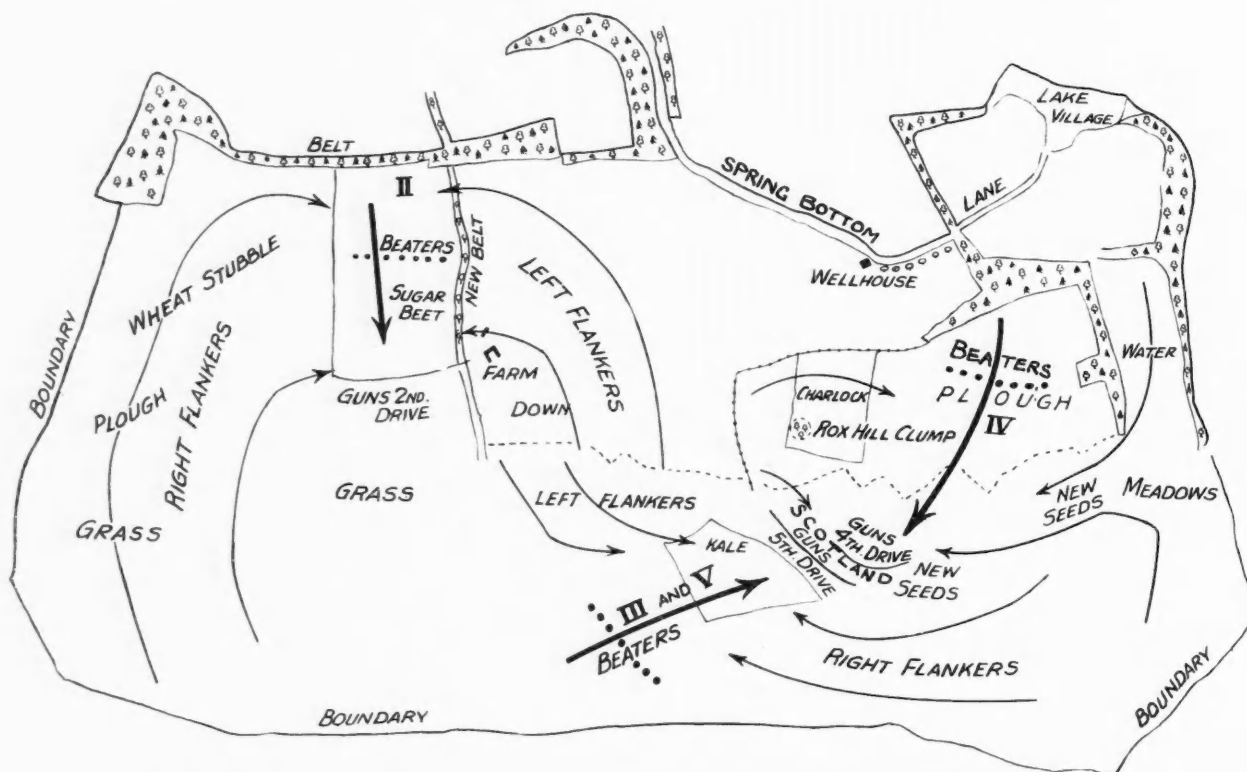 LAKE
VILLAGE
BELT
SPRING BOTTOM
LANE
II
WELLHOUSE
BEATERS
NEW BELT
SUGAR
BEET
WHEAT STUBBLE
LEFT FLANKERS
BOUNDARY
WATER
BEATERS
PLOUGH
FARM
CHARLOCK
GUNS 2ND.
DRIVE
DOWN
PLOUGH
RIGHT FLANKERS
ROX HILL CLUMP
IV
GRASS
LEFT FLANKERS
NEW
SEEDS
MEADOWS
GRASS
SCOTLAND
GUNS
4TH. DRIVE
KALE
GUNS
5TH. DRIVE
NEW
SEEDS
III AND V
BEATERS
RIGHT FLANKERS
BOUNDARY
BOUNDARY